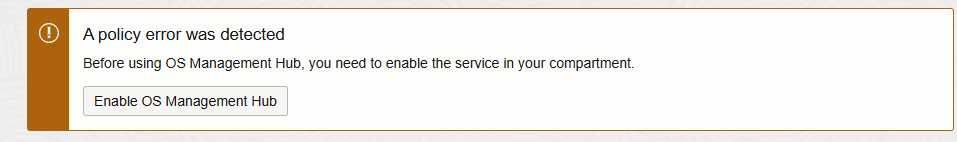 A policy error was detected
Before using OS Management Hub, you need to enable the service in your compartment.
Enable OS Management Hub